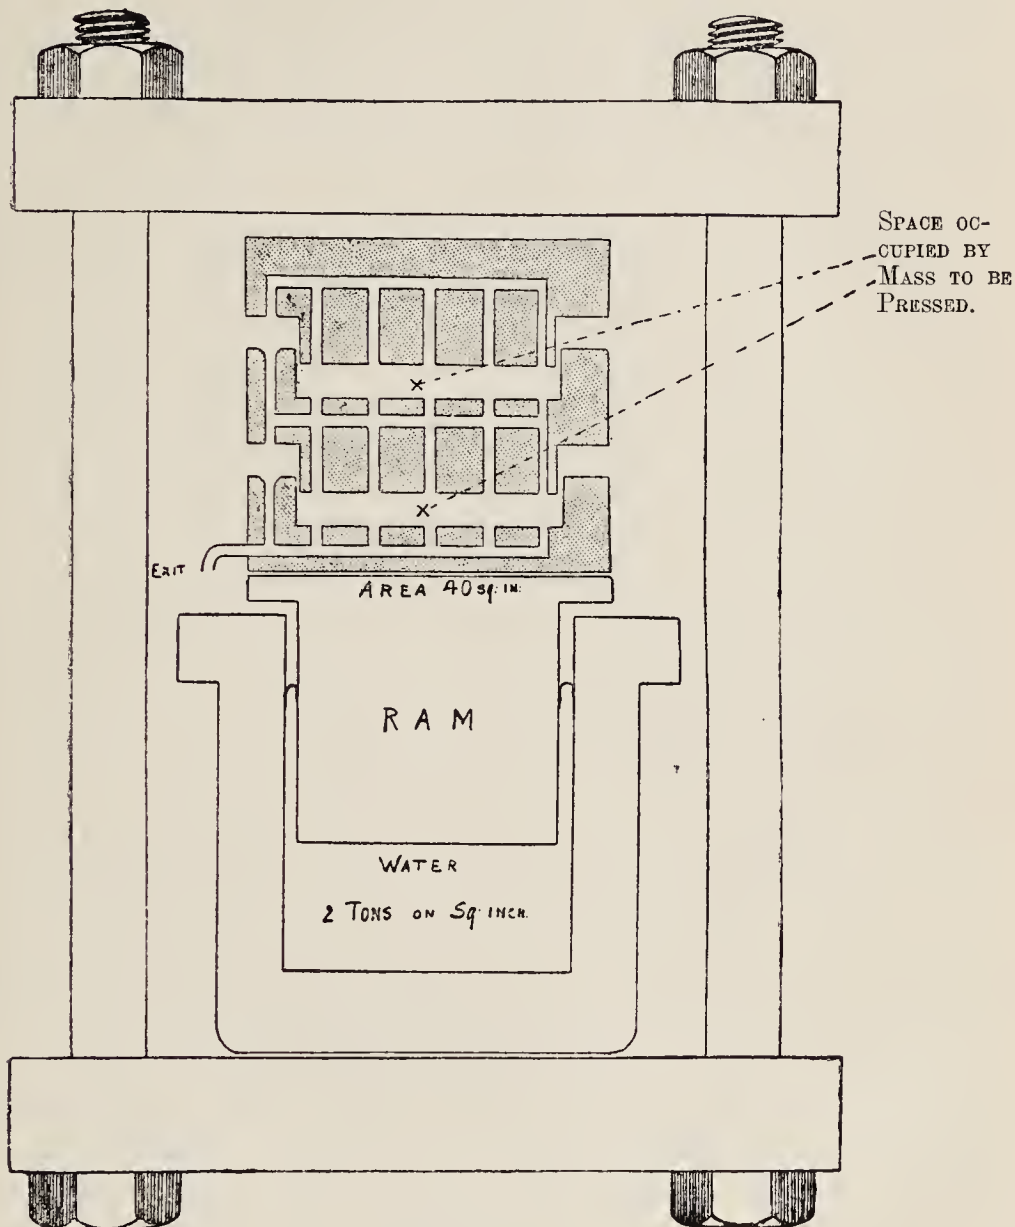 SPACE OC-
CUPIED BY
MASS TO BE
PRESSED.
EXIT
AREA 40 Sq. IN.
RAM
WATER
2 TONS ON Sq. INCH.